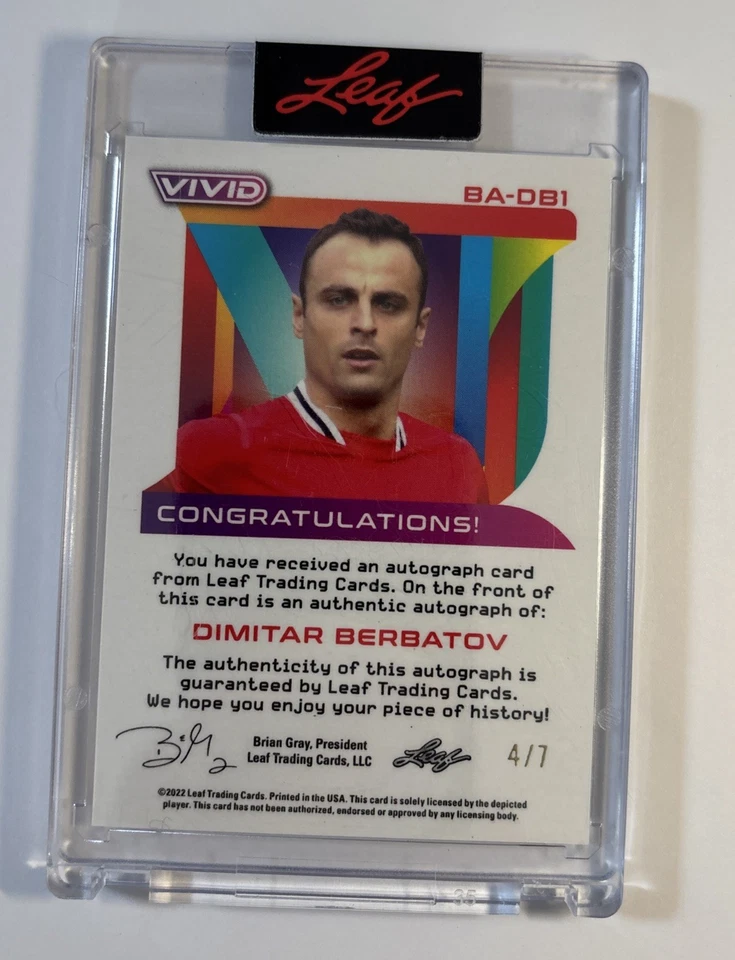 Leaf
VIVID
BA-DB1
CONGRATULATIONS!
You have received an autograph card
from Leaf Trading Cards. On the front of
this card is an authentic autograph of:
DIMITAR BERBATOV
The authenticity of this autograph is
guaranteed by Leaf Trading Cards.
We hope you enjoy your piece of history!
Brian Gray, President
Leaf Trading Cards, LLC
Leaf
4/7
©2022 Leaf Trading Cards. Printed in the USA. This card is solely licensed by the depicted
player. This card has not been authorized, endorsed or approved by any licensing body.
35